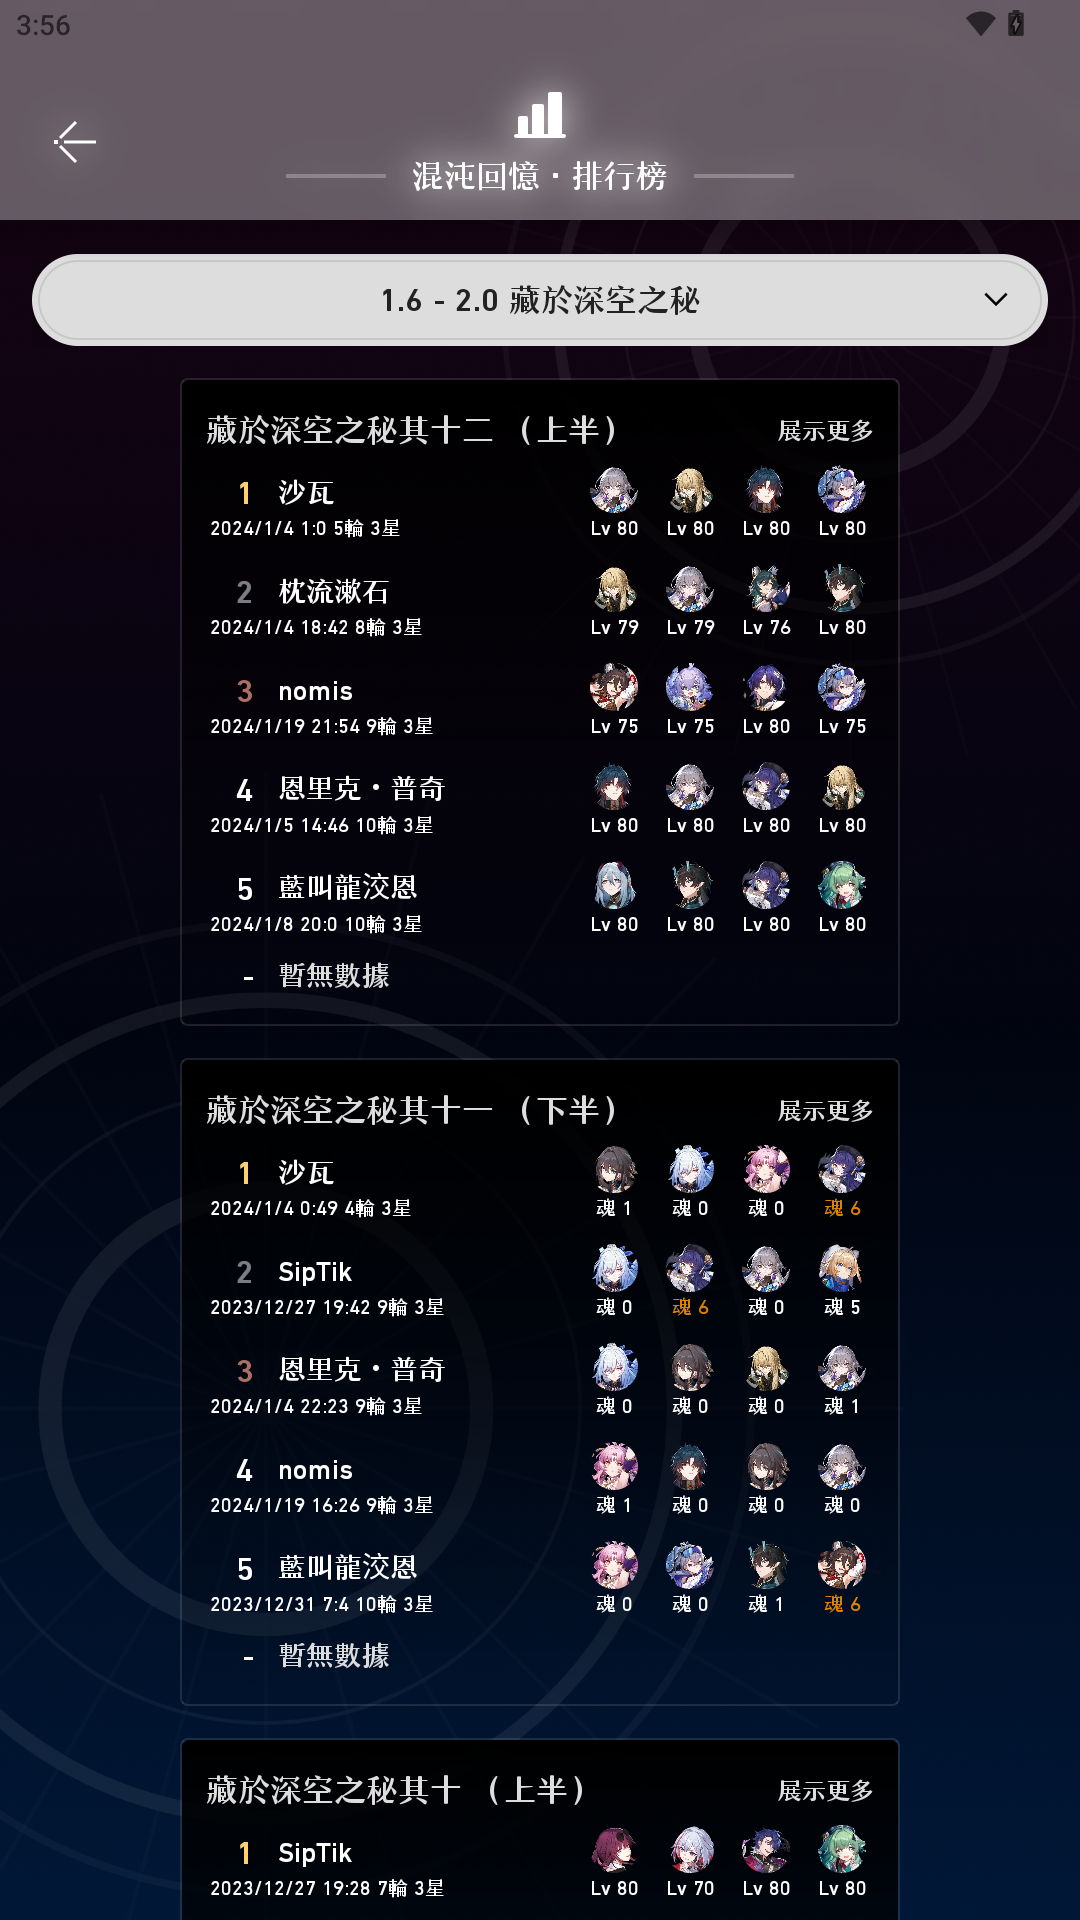 3:56
混沌回憶·排行榜
1.6 - 2.0 藏於深空之秘
藏於深空之秘其十二 （上半）
展示更多
1 沙瓦
2024/1/4 1:0 5輪 3星
Lv 80 Lv 80 Lv 80 Lv 80
2 枕流漱石
2024/1/4 18:42 8輪 3星
Lv 79 Lv 79 Lv 76 Lv 80
3 nomis
2024/1/19 21:54 9輪 3星
Lv 75 Lv 75 Lv 80 Lv 75
4 恩里克·普奇
2024/1/5 14:46 10輪 3星
Lv 80 Lv 80 Lv 80 Lv 80
5 藍叫龍洨恩
2024/1/8 20:0 10輪 3星
Lv 80 Lv 80 Lv 80 Lv 80
- 暫無數據
藏於深空之秘其十一 （下半）
展示更多
1 沙瓦
2024/1/4 0:49 4輪 3星
魂 1 魂 0 魂 0 魂 6
2 SipTik
2023/12/27 19:42 9輪 3星
魂 0 魂 6 魂 0 魂 5
3 恩里克·普奇
2024/1/4 22:23 9輪 3星
魂 0 魂 0 魂 0 魂 1
4 nomis
2024/1/19 16:26 9輪 3星
魂 1 魂 0 魂 0 魂 0
5 藍叫龍洨恩
2023/12/31 7:4 10輪 3星
魂 0 魂 0 魂 1 魂 6
- 暫無數據
藏於深空之秘其十 （上半）
展示更多
1 SipTik
2023/12/27 19:28 7輪 3星
Lv 80 Lv 70 Lv 80 Lv 80